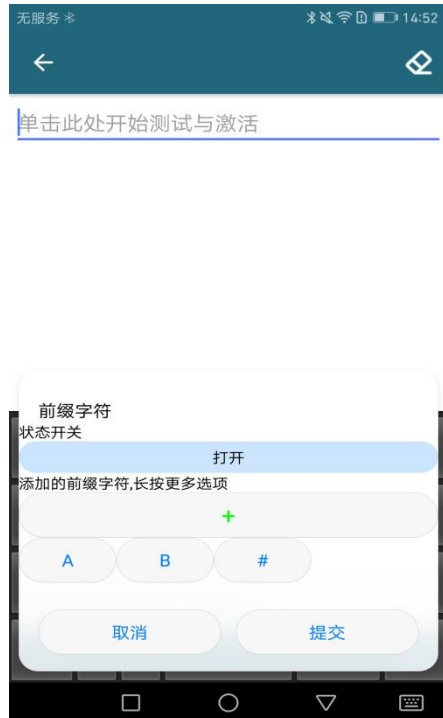 无服务 14:52
单击此处开始测试与激活
前缀字符
状态开关
打开
添加的前缀字符,长按更多选项
+
A B #
取消 提交